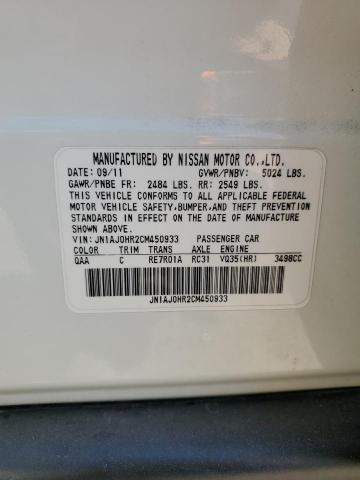 MANUFACTURED BY NISSAN MOTOR CO.,LTD.
DATE: 09/11 GVWR/PNBV: 5024 LBS.
GAWR/PNBE FR: 2484 LBS. RR: 2549 LBS.
THIS VEHICLE CONFORMS TO ALL APPLICABLE FEDERAL
MOTOR VEHICLE SAFETY,BUMPER,AND THEFT PREVENTION
STANDARDS IN EFFECT ON THE DATE OF MANUFACTURE
SHOWN ABOVE.
VIN: JN1AJ0HR2CM450933 PASSENGER CAR
COLOR TRIM TRANS AXLE ENGINE
QAA C RE7R01A RC31 VQ35(HR) 3498CC
JN1AJ0HR2CM450933